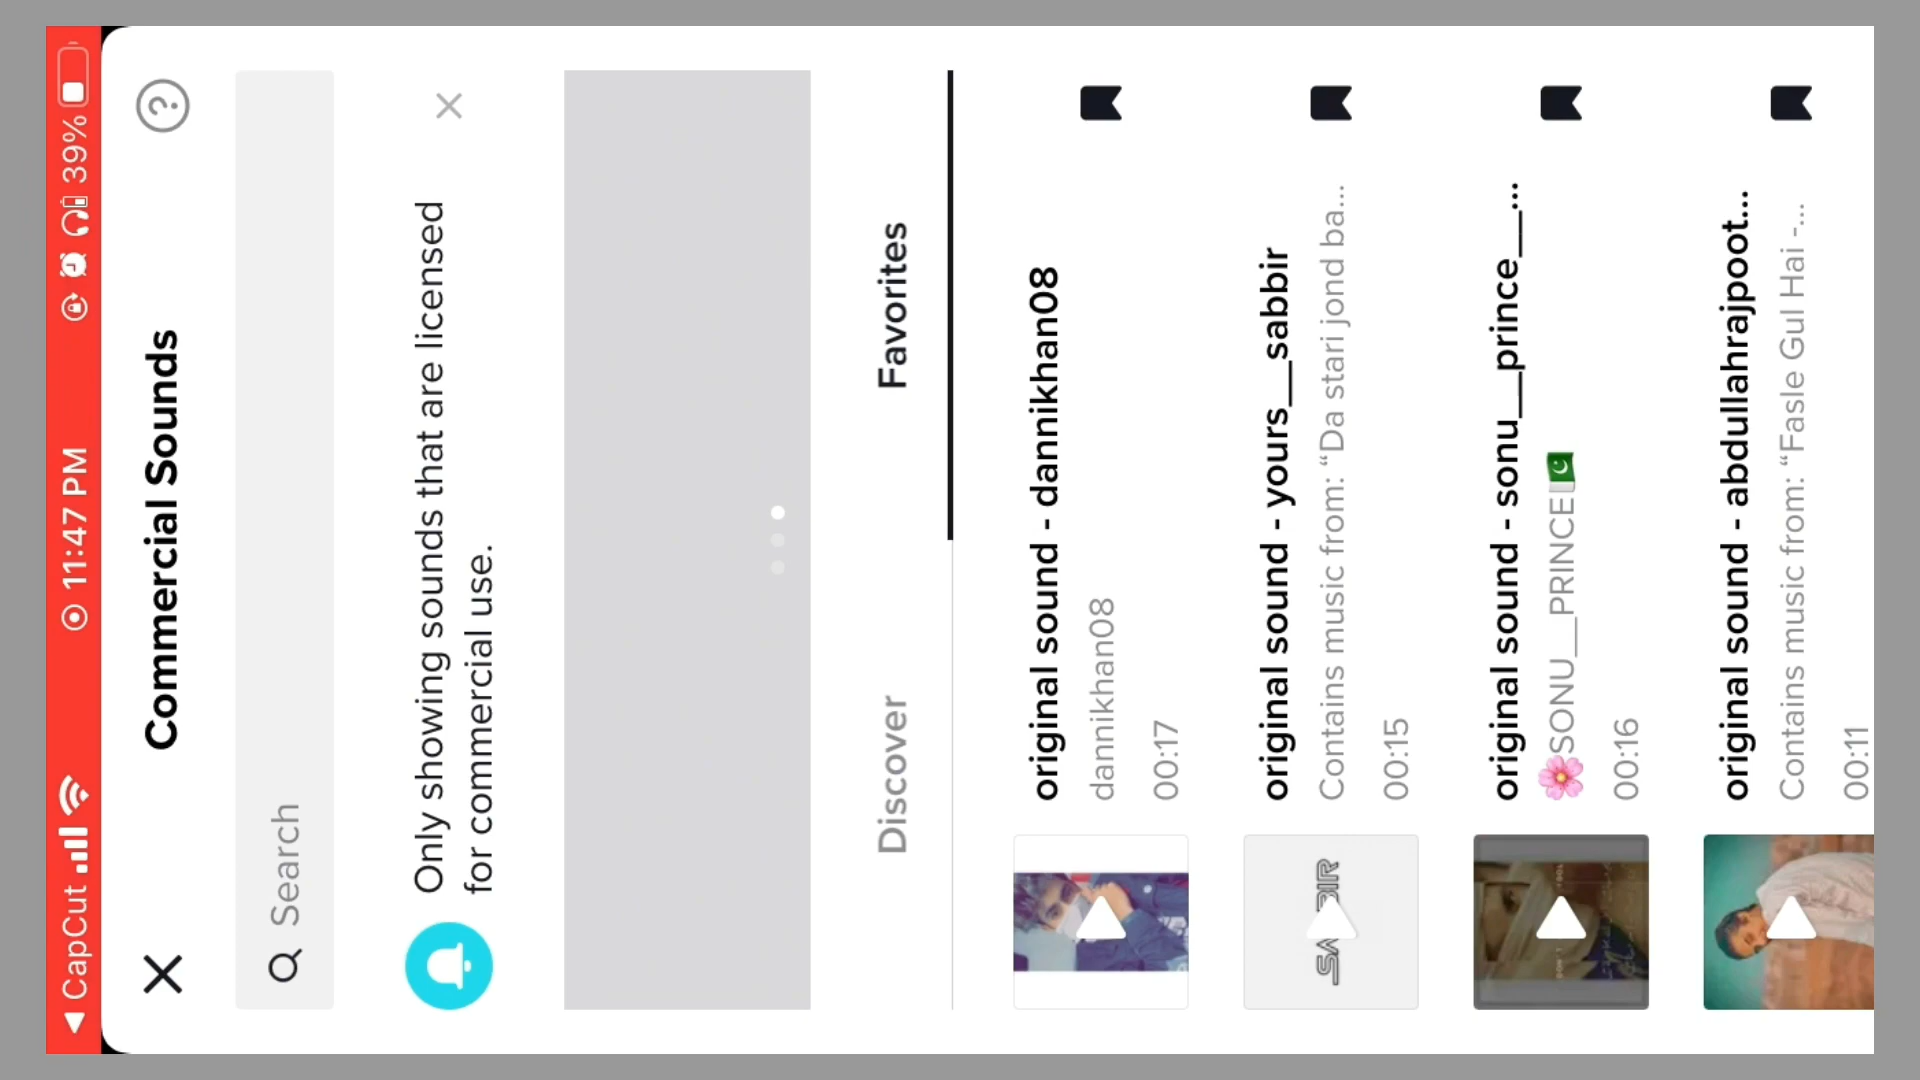 ◀ CapCut 11:47 PM 39%
Commercial Sounds
Search
Only showing sounds that are licensed
for commercial use.
Discover Favorites
original sound - dannikhan08
dannikhan08
00:17
original sound - yours__sabbir
Contains music from: “Da stari jond ba...
00:15
original sound - sonu__prince__...
🌸SONU__PRINCE🇵🇰
00:16
original sound - abdullahrajpoot...
Contains music from: “Fasle Gul Hai -...
00:11